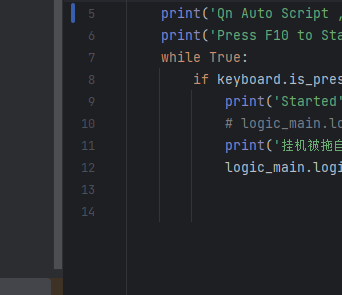 5 print('Qn Auto Script ,
6 print('Press F10 to Sta
7 while True:
8 if keyboard.is_pres
9 print('Started'
10 # logic_main.lo
11 print('挂机被拖自
12 logic_main.logi
13
14